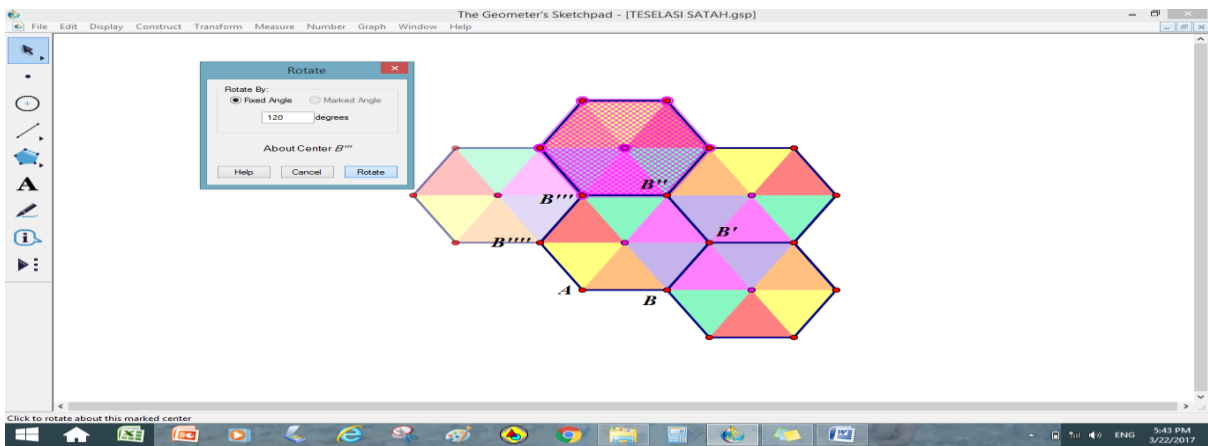 The Geometer's Sketchpad - [TESELASI SATAH.gsp]
File Edit Display Construct Transform Measure Number Graph Window Help
Rotate
Rotate By:
Fixed Angle Marked Angle
120 degrees
About Center B'''
Help Cancel Rotate
B''
B'''
B'
B''''
A
B
A
Click to rotate about this marked center
ENG
5:43 PM
3/22/2017